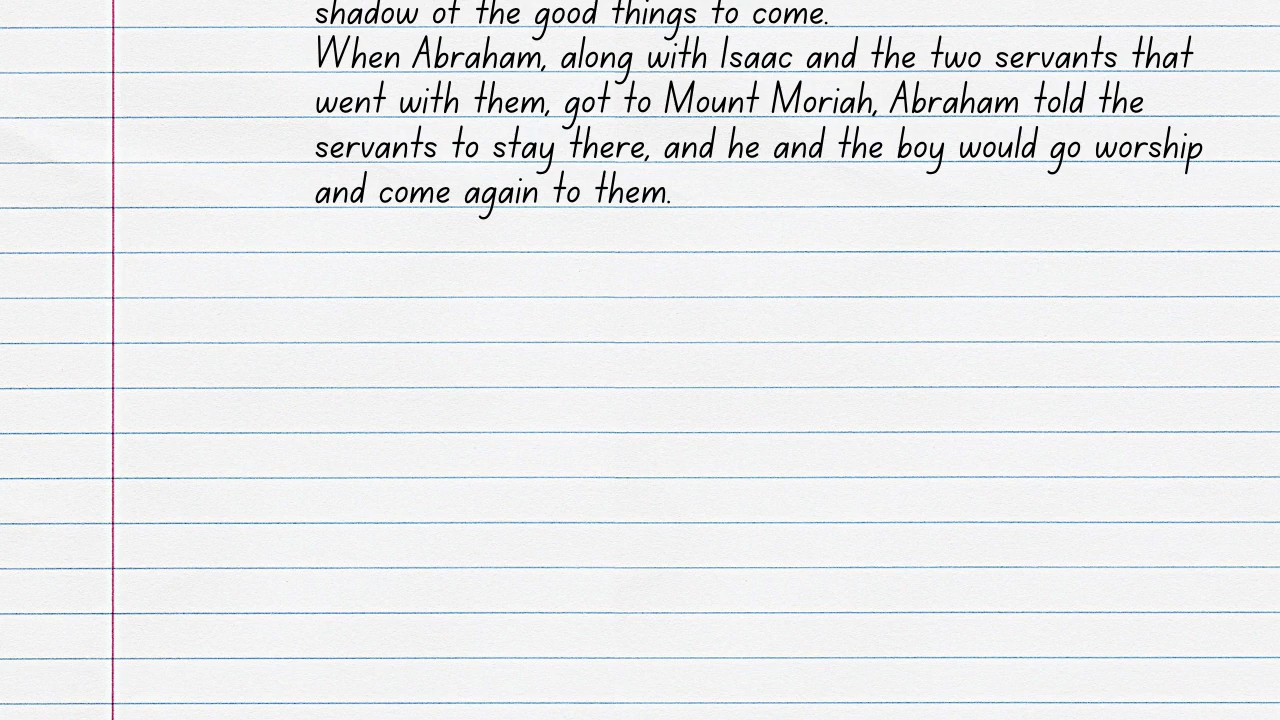 shadow of the good things to come.
When Abraham, along with Isaac and the two servants that
went with them, got to Mount Moriah, Abraham told the
servants to stay there, and he and the boy would go worship
and come again to them.